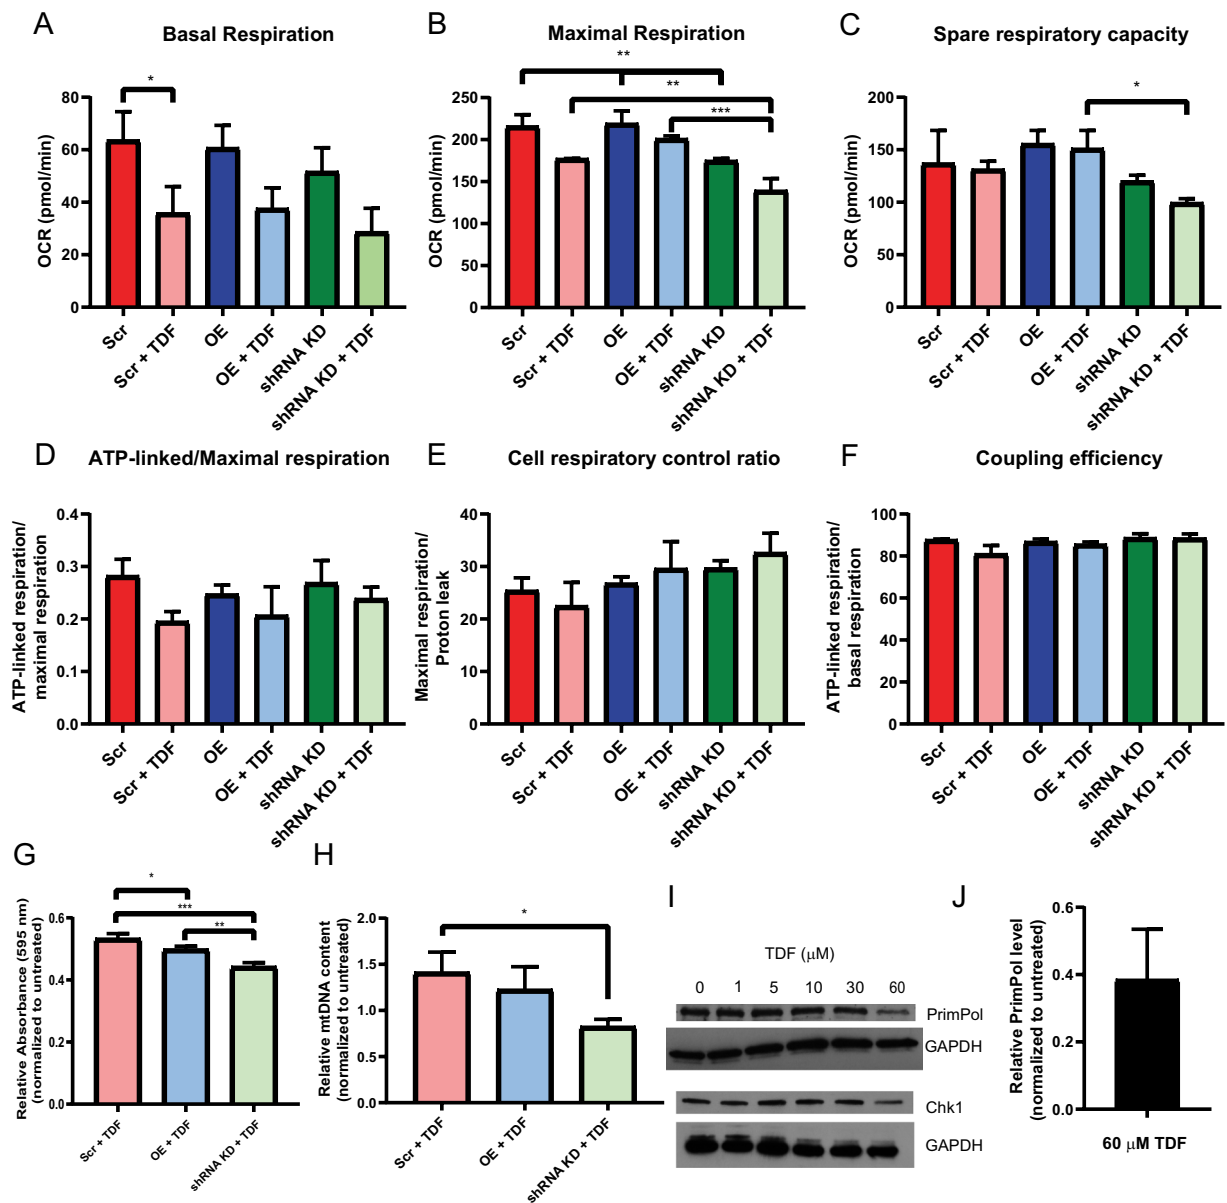 A
Basal Respiration
*
OCR (pmol/min)
80
60
40
20
0
Scr
Scr + TDF
OE
OE + TDF
shRNA KD
shRNA KD + TDF
B
Maximal Respiration
**
**
***
OCR (pmol/min)
250
200
150
100
50
0
Scr
Scr + TDF
OE
OE + TDF
shRNA KD
shRNA KD + TDF
C
Spare respiratory capacity
*
OCR (pmol/min)
200
150
100
50
0
Scr
Scr + TDF
OE
OE + TDF
shRNA KD
shRNA KD + TDF
D
ATP-linked/Maximal respiration
ATP-linked respiration/
maximal respiration
0.4
0.3
0.2
0.1
0.0
Scr
Scr + TDF
OE
OE + TDF
shRNA KD
shRNA KD + TDF
E
Cell respiratory control ratio
Maximal respiration/
Proton leak
40
30
20
10
0
Scr
Scr + TDF
OE
OE + TDF
shRNA KD
shRNA KD + TDF
F
Coupling efficiency
ATP-linked respiration/
basal respiration
100
80
60
40
20
0
Scr
Scr + TDF
OE
OE + TDF
shRNA KD
shRNA KD + TDF
G
*
***
**
Relative Absorbance (595 nm)
(normalized to untreated)
0.6
0.4
0.2
0.0
Scr + TDF
OE + TDF
shRNA KD + TDF
H
*
Relative mtDNA content
(normalized to untreated)
2.0
1.5
1.0
0.5
0.0
Scr + TDF
OE + TDF
shRNA KD + TDF
I
TDF (μM)
0 1 5 10 30 60
PrimPol
GAPDH
Chk1
GAPDH
J
Relative PrimPol level
(normalized to untreated)
0.6
0.4
0.2
0.0
60 μM TDF